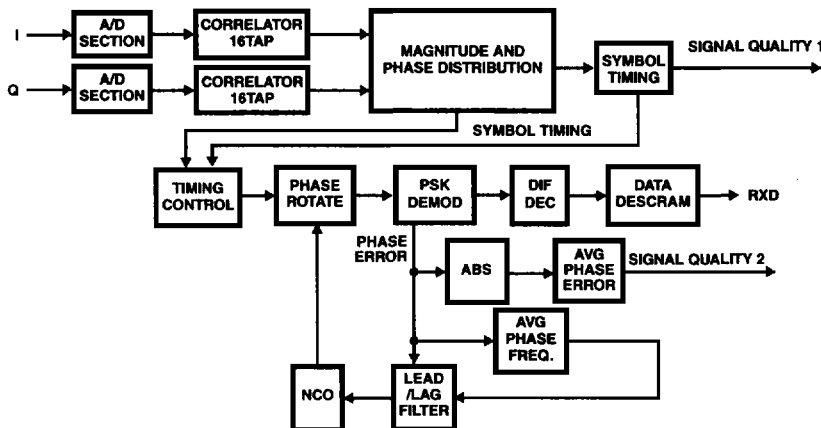 I
A/D
SECTION
CORRELATOR
16TAP
MAGNITUDE AND
PHASE DISTRIBUTION
SYMBOL
TIMING
SIGNAL QUALITY 1
Q
A/D
SECTION
CORRELATOR
16TAP
SYMBOL TIMING
TIMING
CONTROL
PHASE
ROTATE
PSK
DEMOD
DIF
DEC
DATA
DESCRAM
RXD
PHASE
ERROR
ABS
AVG
PHASE
ERROR
SIGNAL QUALITY 2
AVG
PHASE
FREQ.
NCO
LEAD
/LAG
FILTER